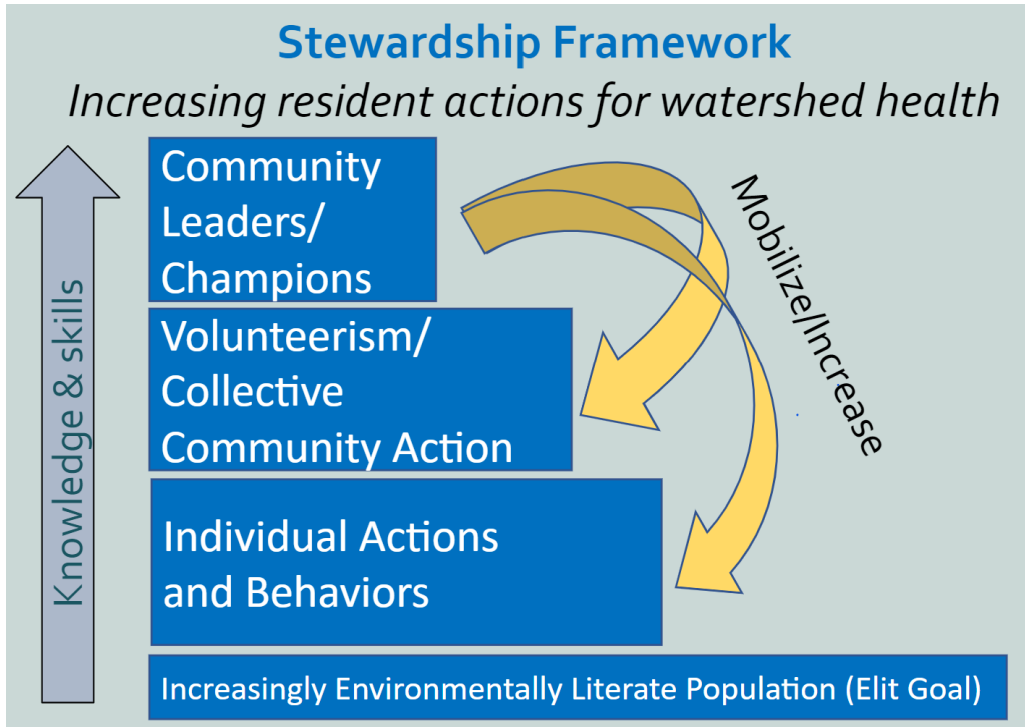 Stewardship Framework
Increasing resident actions for watershed health
Community
Leaders/
Champions
Volunteerism/
Collective
Community Action
Individual Actions
and Behaviors
Increasingly Environmentally Literate Population (Elit Goal)
Knowledge & skills
Mobilize/Increase